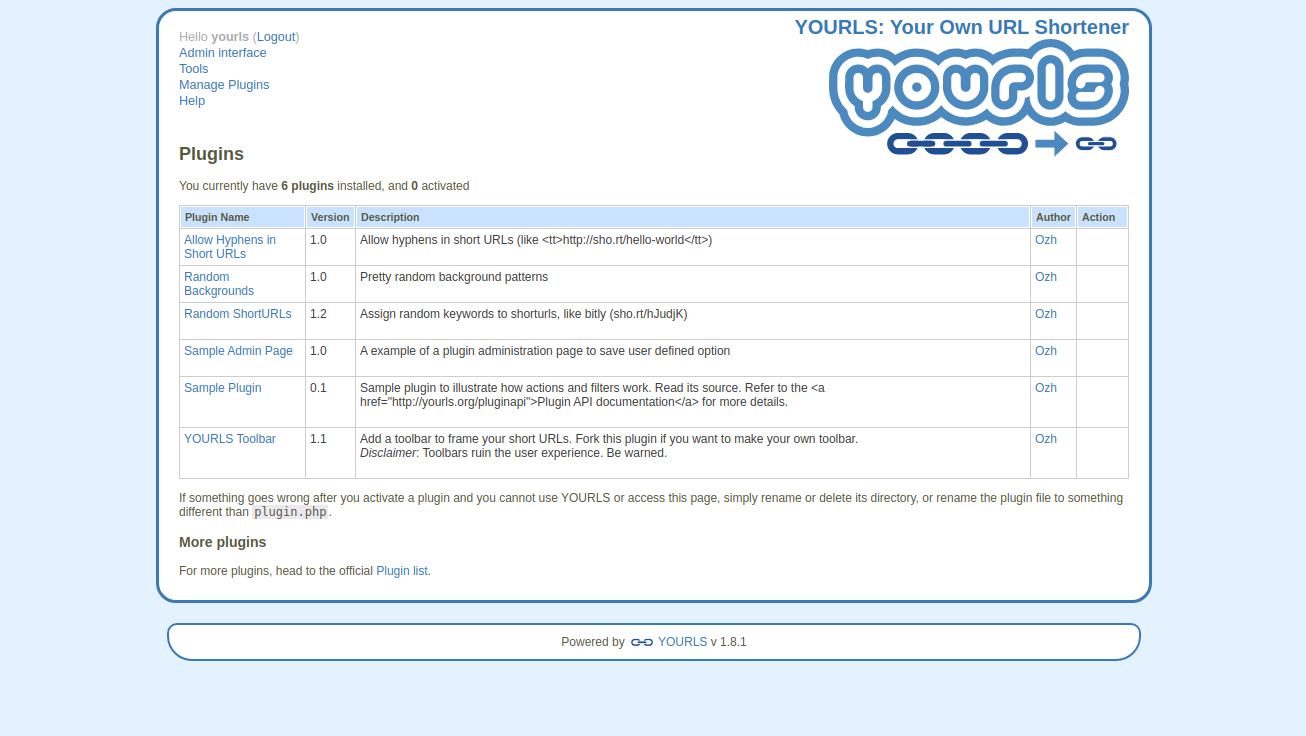 YOURLS: Your Own URL Shortener
yourls
Hello yourls (Logout)
Admin interface
Tools
Manage Plugins
Help
Plugins
You currently have 6 plugins installed, and 0 activated
Plugin Name Version Description Author Action
Allow Hyphens in 1.0 Allow hyphens in short URLs (like <tt>http://sho.rt/hello-world</tt>) Ozh
Short URLs
Random 1.0 Pretty random background patterns Ozh
Backgrounds
Random ShortURLs 1.2 Assign random keywords to shorturls, like bitly (sho.rt/hJudjK) Ozh
Sample Admin Page 1.0 A example of a plugin administration page to save user defined option Ozh
Sample Plugin 0.1 Sample plugin to illustrate how actions and filters work. Read its source. Refer to the <a Ozh
href="http://yourls.org/pluginapi">Plugin API documentation</a> for more details.
YOURLS Toolbar 1.1 Add a toolbar to frame your short URLs. Fork this plugin if you want to make your own toolbar. Ozh
Disclaimer: Toolbars ruin the user experience. Be warned.
If something goes wrong after you activate a plugin and you cannot use YOURLS or access this page, simply rename or delete its directory, or rename the plugin file to something
different than plugin.php.
More plugins
For more plugins, head to the official Plugin list.
Powered by YOURLS v 1.8.1